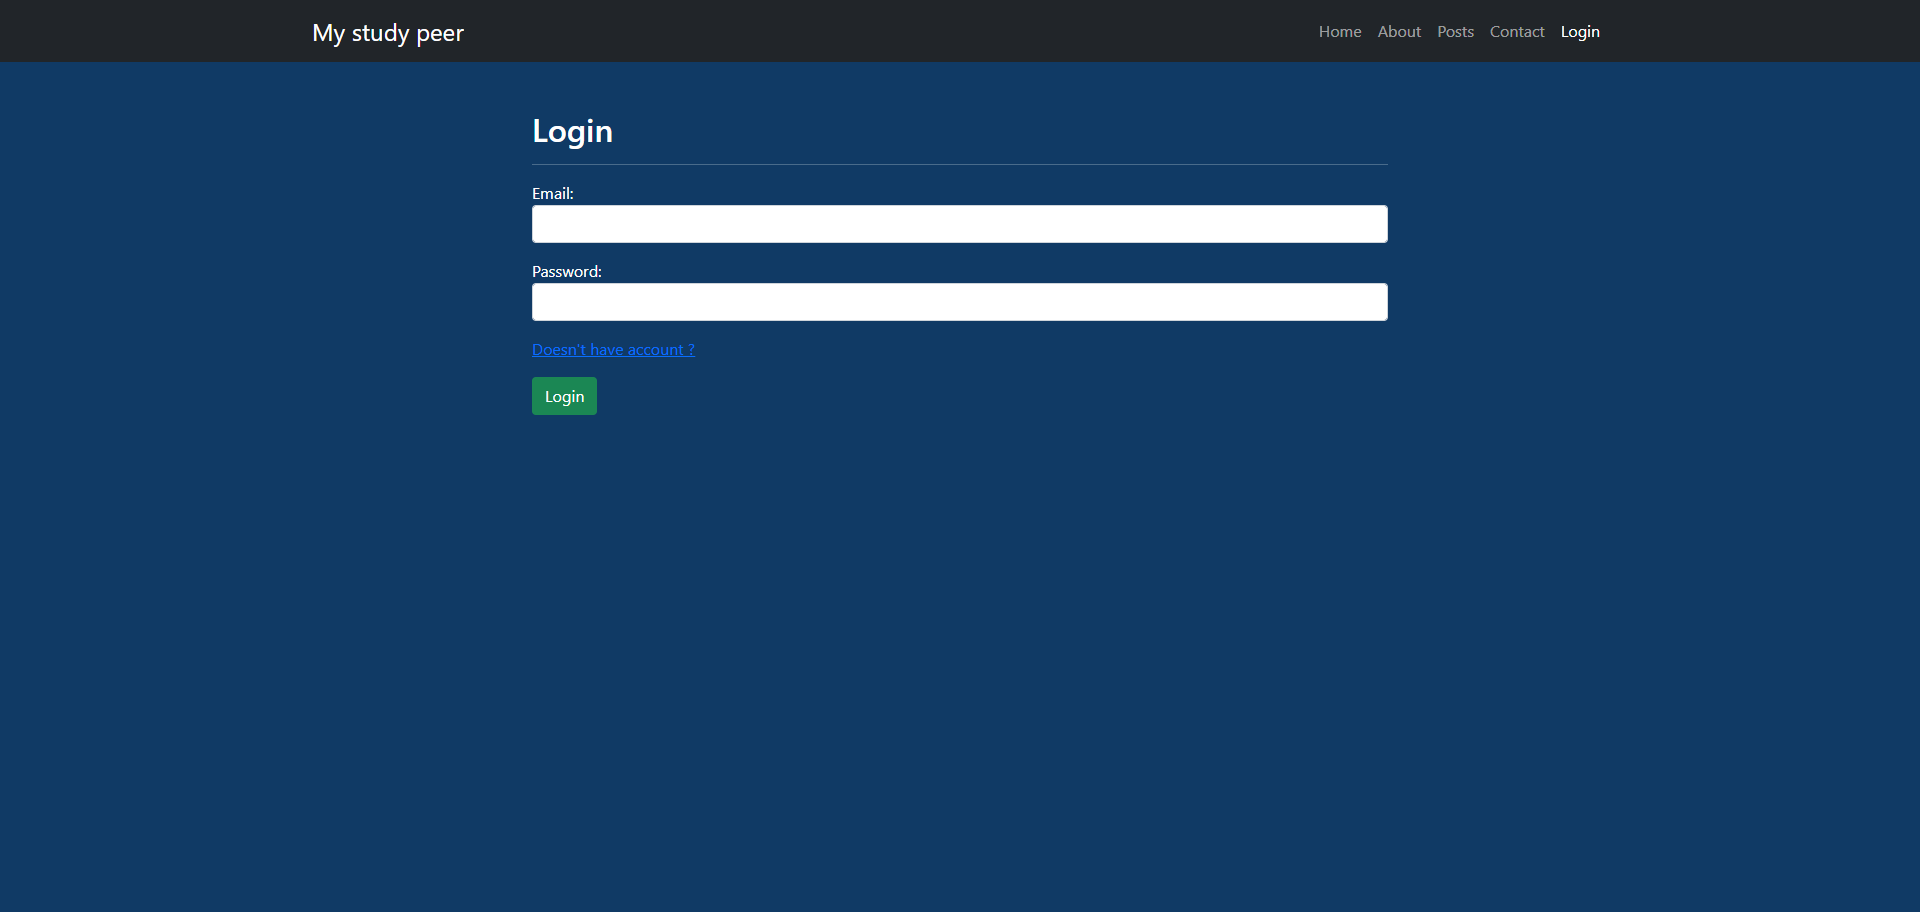 My study peer
Home About Posts Contact Login
Login
Email:
Password:
Doesn't have account ?
Login